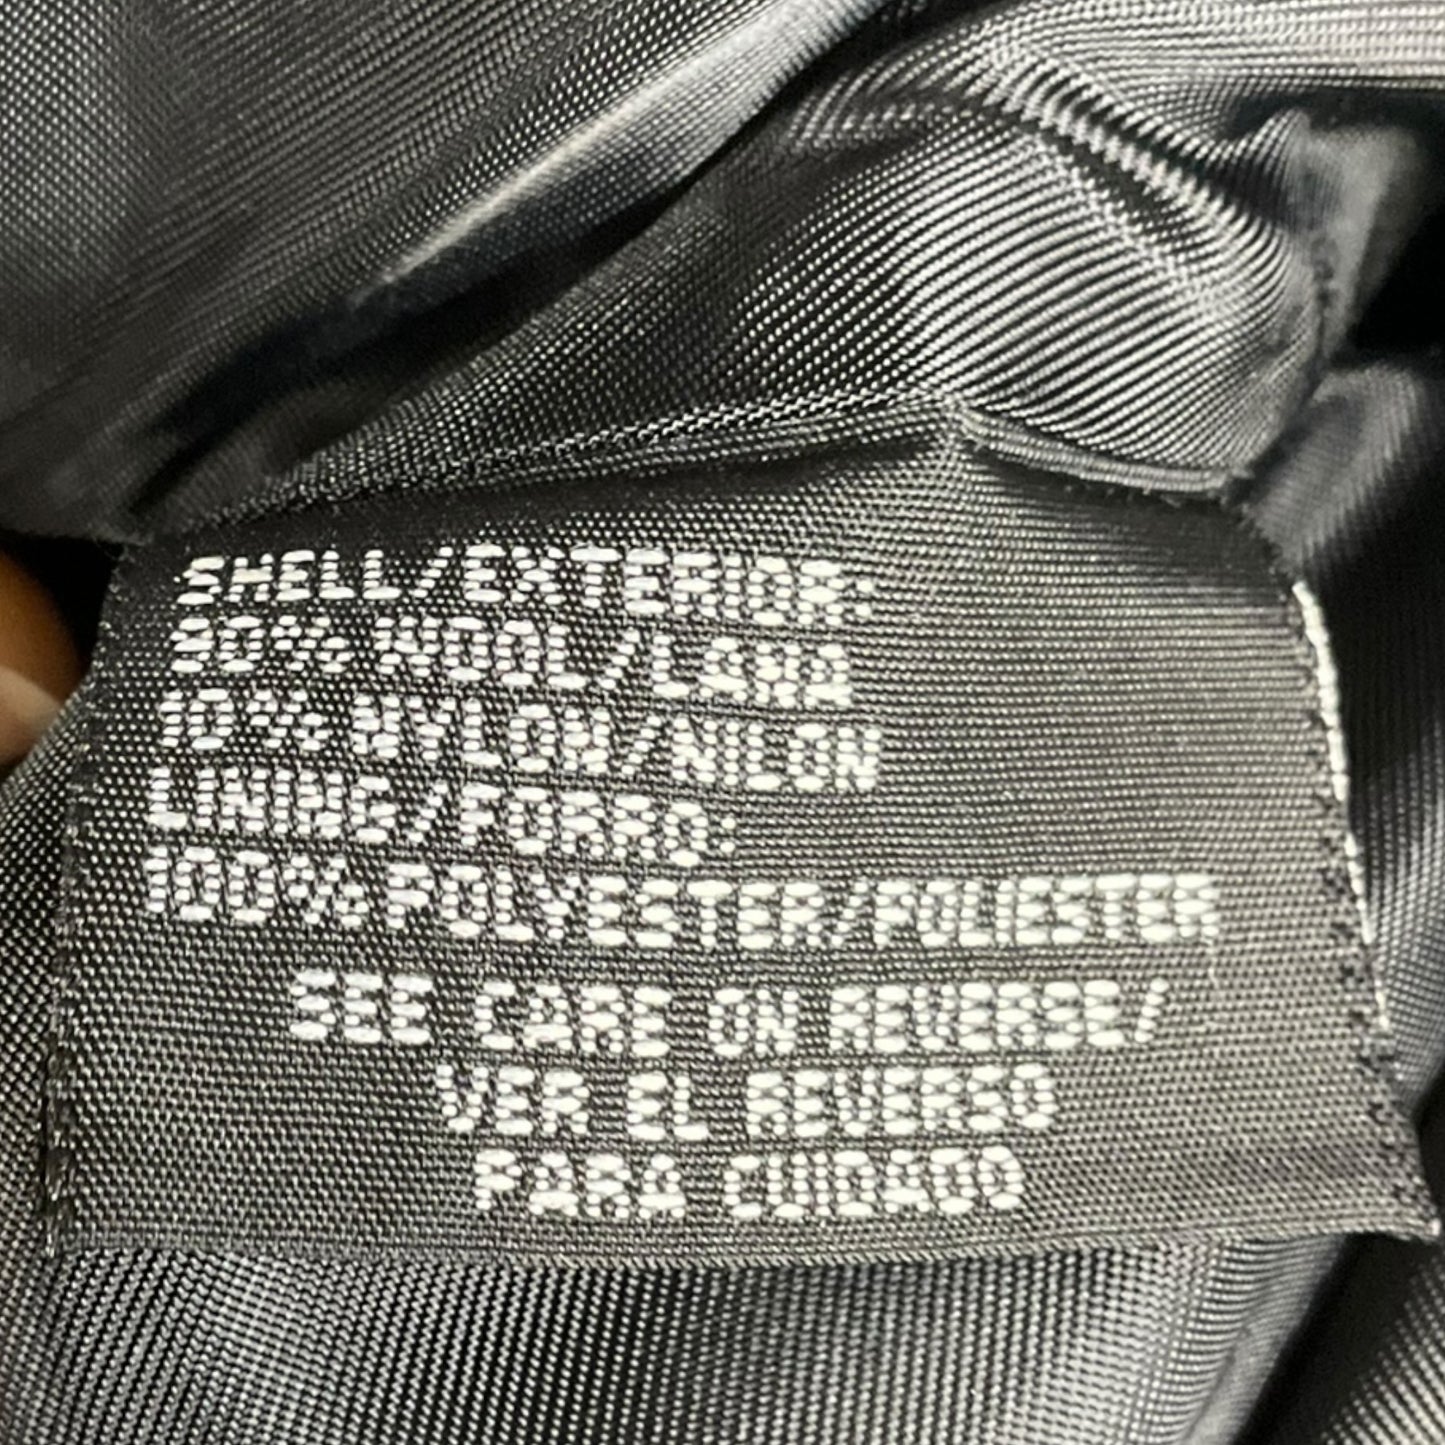 SHELL/EXTERIOR:
90% WOOL/LANA
10% NYLON/NILON
LINING/FORRO:
100% POLYESTER/POLIESTER
SEE CARE ON REVERSE/
VER EL REVERSO
PARA CUIDADO